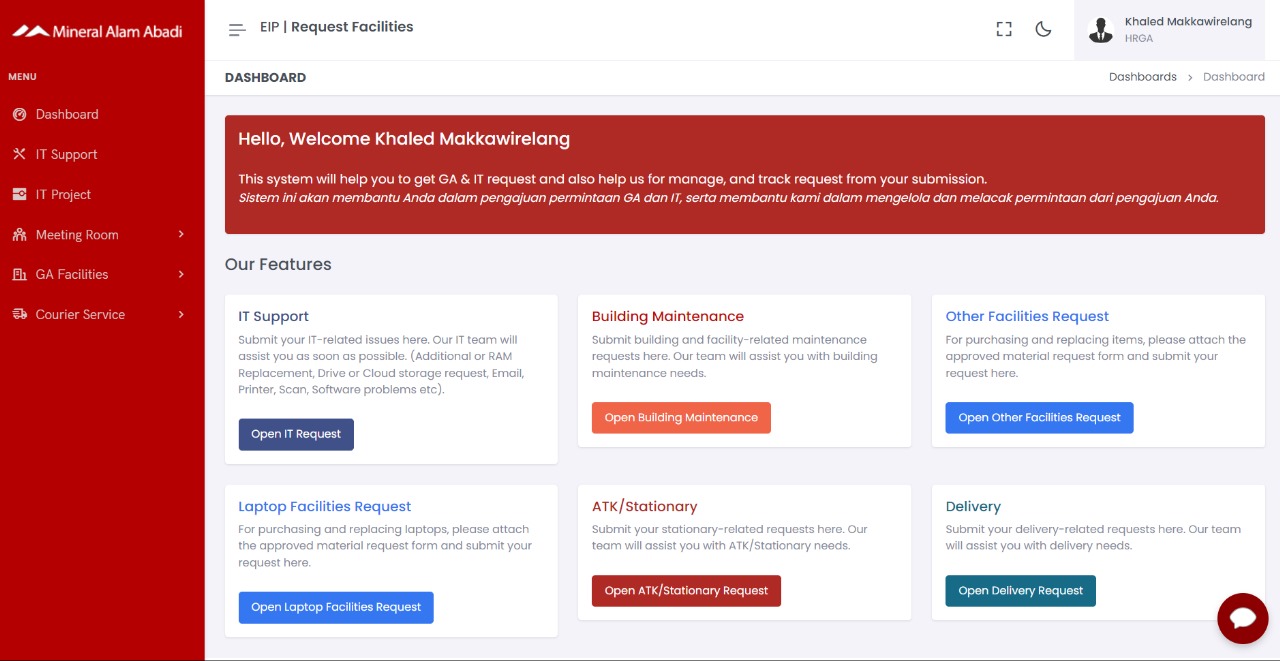 Mineral Alam Abadi
EIP | Request Facilities
Khaled Makkawirelang
HRGA
MENU
Dashboard
IT Support
IT Project
Meeting Room
GA Facilities
Courier Service
DASHBOARD
Dashboards > Dashboard
Hello, Welcome Khaled Makkawirelang
This system will help you to get GA & IT request and also help us for manage, and track request from your submission.
Sistem ini akan membantu Anda dalam pengajuan permintaan GA dan IT, serta membantu kami dalam mengelola dan melacak permintaan dari pengajuan Anda.
Our Features
IT Support
Submit your IT-related issues here. Our IT team will
assist you as soon as possible. (Additional or RAM
Replacement, Drive or Cloud storage request, Email,
Printer, Scan, Software problems etc).
Open IT Request
Building Maintenance
Submit building and facility-related maintenance
requests here. Our team will assist you with building
maintenance needs.
Open Building Maintenance
Other Facilities Request
For purchasing and replacing items, please attach the
approved material request form and submit your
request here.
Open Other Facilities Request
Laptop Facilities Request
For purchasing and replacing laptops, please attach
the approved material request form and submit your
request here.
Open Laptop Facilities Request
ATK/Stationary
Submit your stationary-related requests here. Our
team will assist you with ATK/Stationary needs.
Open ATK/Stationary Request
Delivery
Submit your delivery-related requests here. Our team
will assist you with delivery needs.
Open Delivery Request